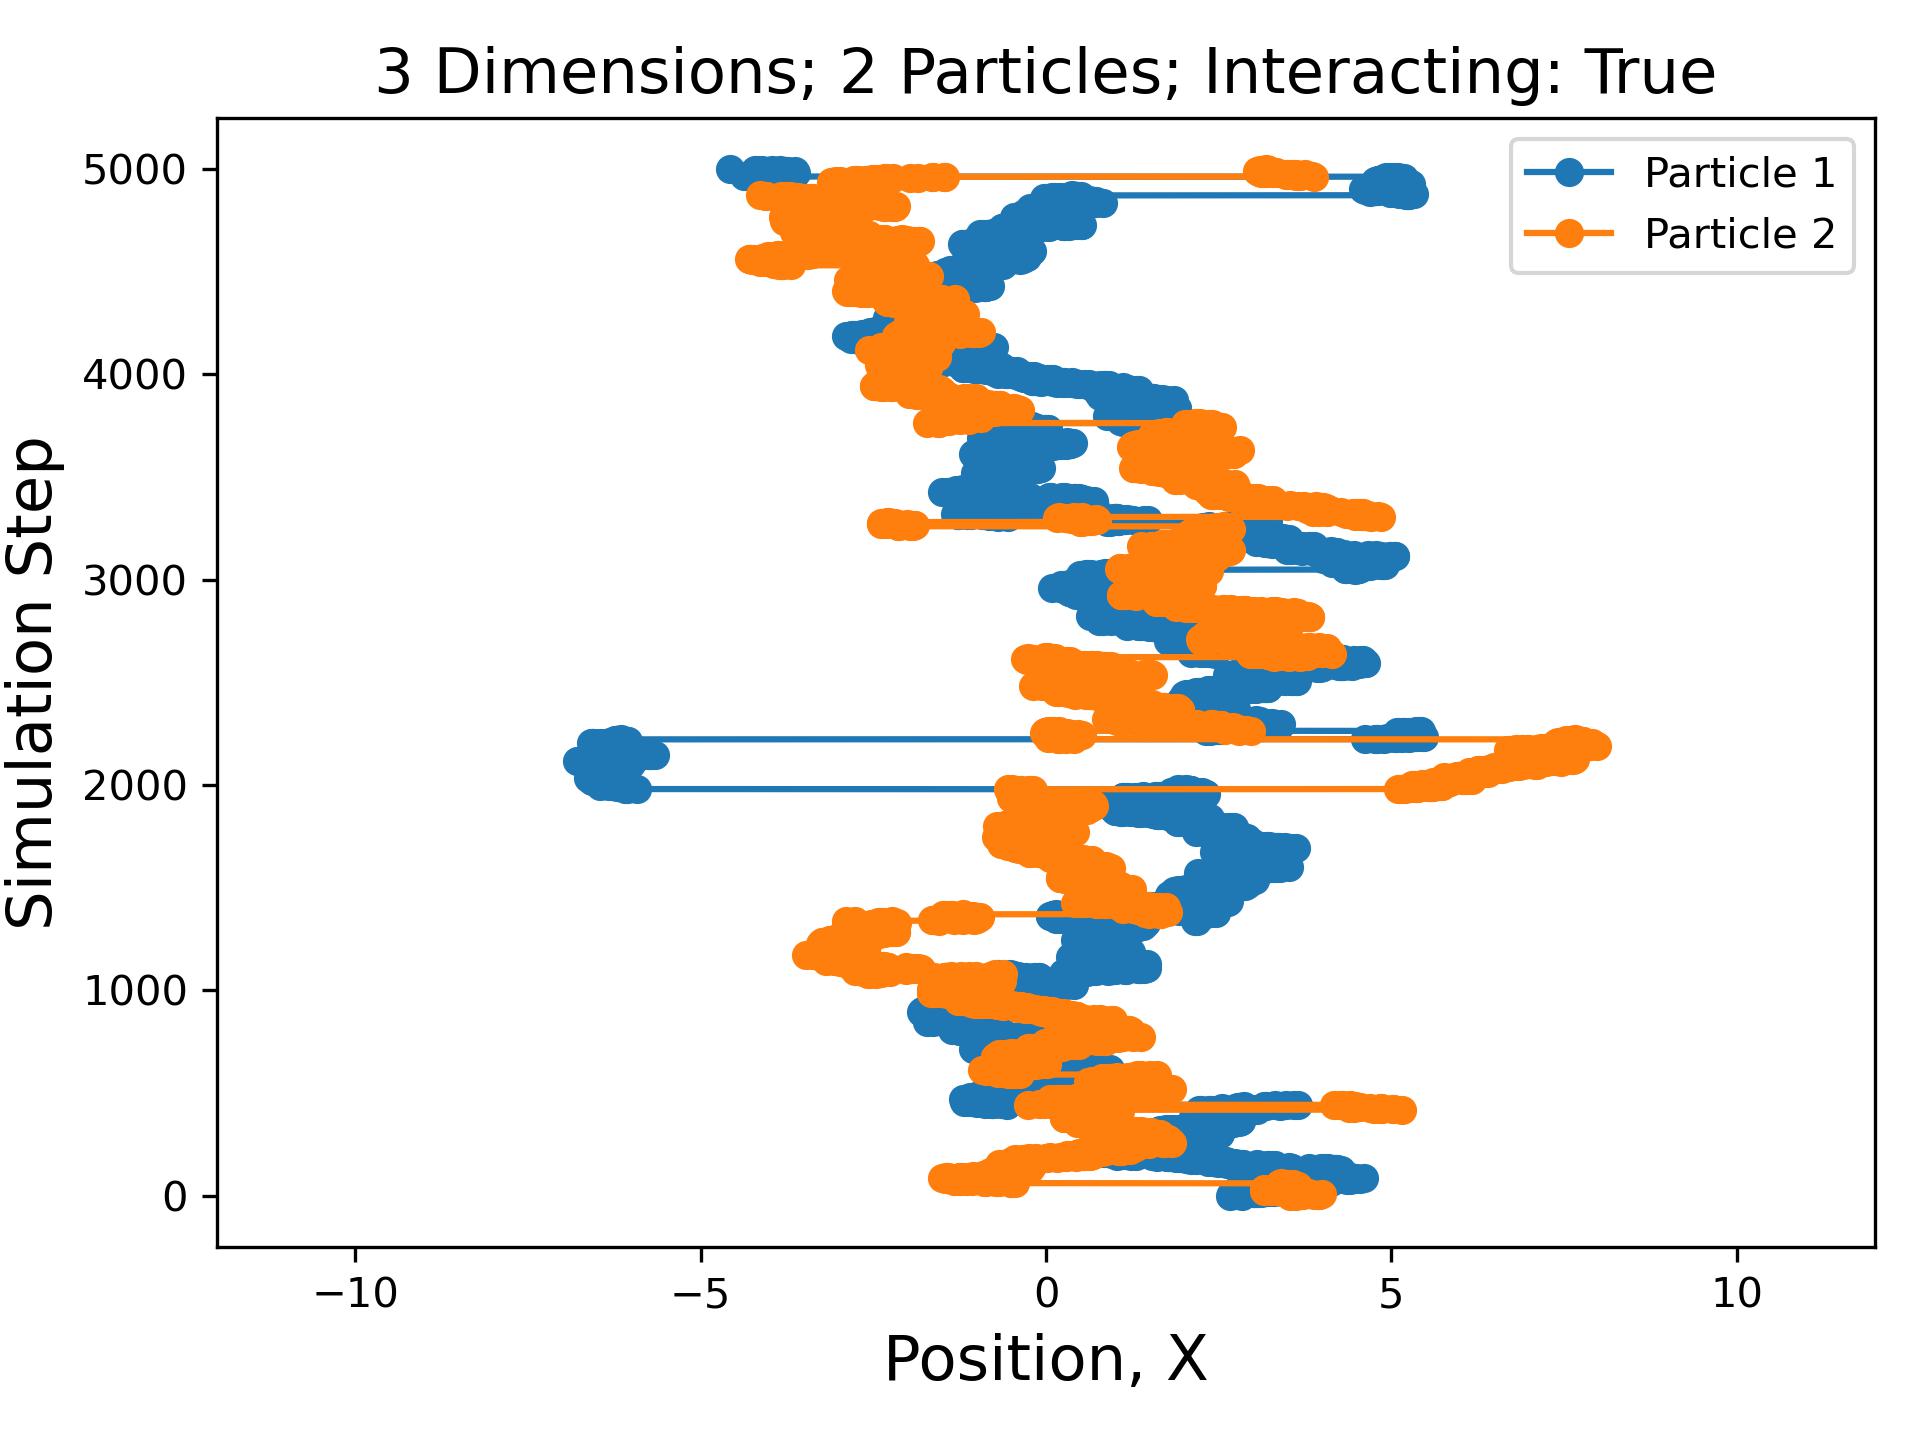 3 Dimensions; 2 Particles; Interacting: True
Particle 1
Particle 2
Simulation Step
5000
4000
3000
2000
1000
0
−10
−5
0
5
10
Position, X